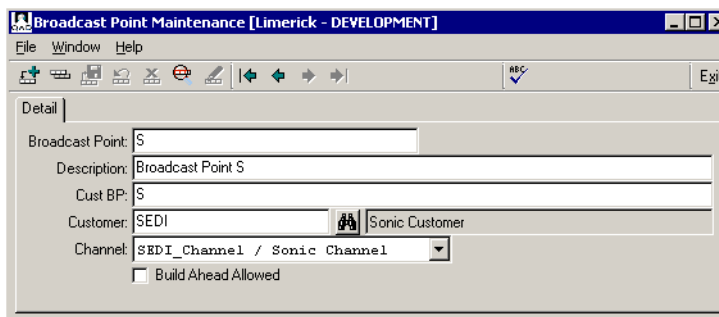 Broadcast Point Maintenance [Limerick - DEVELOPMENT]
File Window Help
ABC Exi
Detail
Broadcast Point: S
Description: Broadcast Point S
Cust BP: S
Customer: SEDI Sonic Customer
Channel: SEDI_Channel / Sonic Channel
Build Ahead Allowed